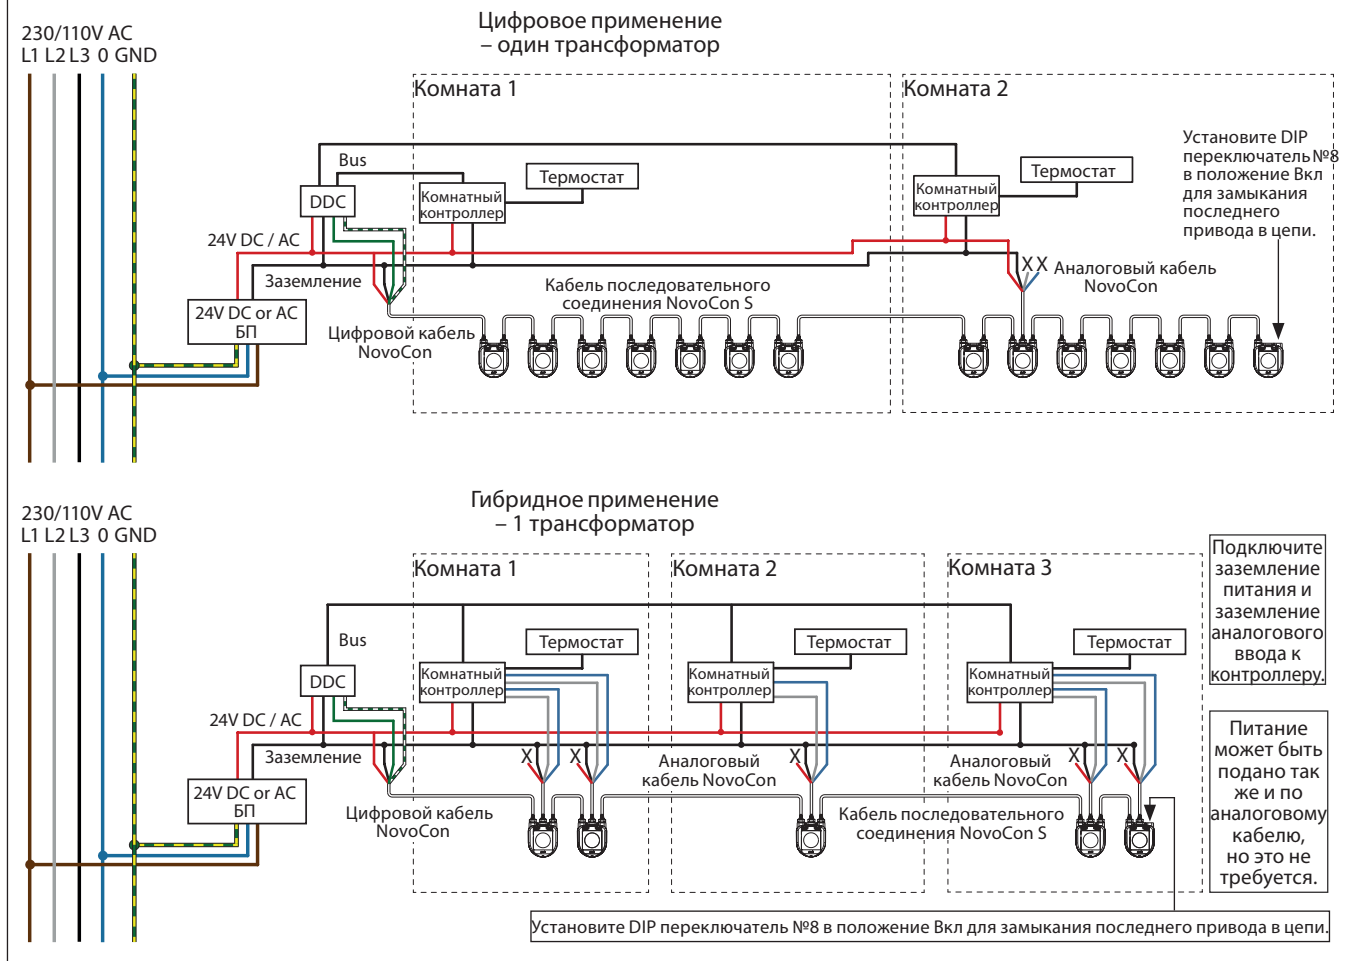 Цифровое применение
– один трансформатор
230/110V AC
L1 L2 L3 0 GND
Комната 1
Комната 2
Установите DIP
переключатель №8
в положение Вкл
для замыкания
последнего
привода в цепи.
Bus
Термостат
Термостат
DDC
Комнатный
контроллер
Комнатный
контроллер
24V DC / AC
Заземление
X X
Аналоговый кабель
NovoCon
Кабель последовательного
соединения NovoCon S
24V DC or AC
БП
Цифровой кабель
NovoCon
Гибридное применение
– 1 трансформатор
230/110V AC
L1 L2 L3 0 GND
Комната 1
Комната 2
Комната 3
Подключите
заземление
питания и
заземление
аналогового
ввода к
контроллеру.
Bus
Термостат
Термостат
Термостат
DDC
Комнатный
контроллер
Комнатный
контроллер
Комнатный
контроллер
24V DC / AC
Заземление
X
X
X
X
X
Аналоговый
кабель NovoCon
Аналоговый
кабель NovoCon
Питание
может быть
подано так
же и по
аналоговому
кабелю,
но это не
требуется.
24V DC or AC
БП
Цифровой кабель
NovoCon
Кабель последовательного
соединения NovoCon S
Установите DIP переключатель №8 в положение Вкл для замыкания последнего привода в цепи.